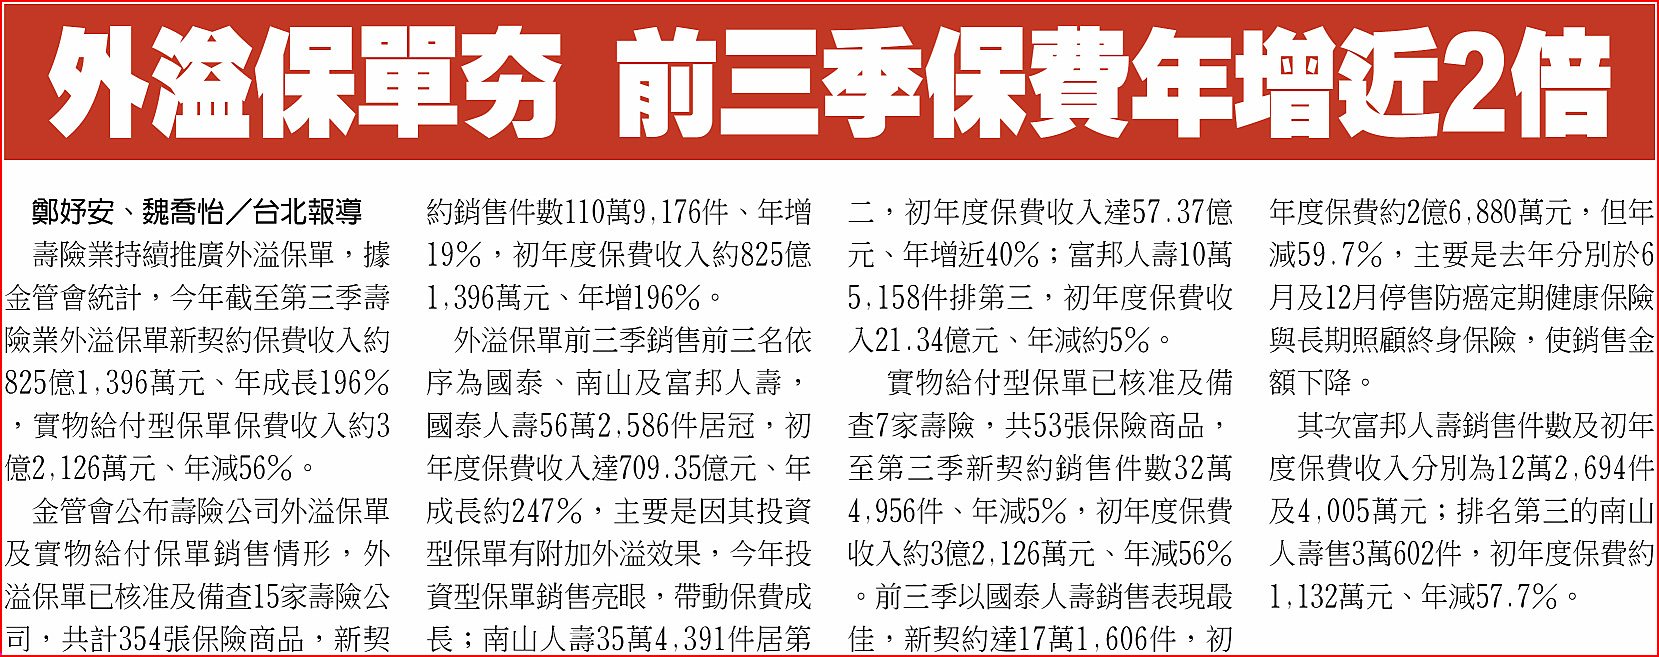 外溢保單夯 前三季保費年增近2倍
鄭妤安、魏喬怡／台北報導
壽險業持續推廣外溢保單，據
金管會統計，今年截至第三季壽
險業外溢保單新契約保費收入約
825億1,396萬元、年成長196%
，實物給付型保單保費收入約3
億2,126萬元、年減56%。
金管會公布壽險公司外溢保單
及實物給付保單銷售情形，外
溢保單已核准及備查15家壽險公
司，共計354張保險商品，新契
約銷售件數110萬9,176件、年增
19%，初年度保費收入約825億
1,396萬元、年增196%。
外溢保單前三季銷售前三名依
序為國泰、南山及富邦人壽，
國泰人壽56萬2,586件居冠，初
年度保費收入達709.35億元、年
成長約247%，主要是因其投資
型保單有附加外溢效果，今年投
資型保單銷售亮眼，帶動保費成
長；南山人壽35萬4,391件居第
二，初年度保費收入達57.37億
元、年增近40%；富邦人壽10萬
5,158件排第三，初年度保費收
入21.34億元、年減約5%。
實物給付型保單已核准及備
查7家壽險，共53張保險商品，
至第三季新契約銷售件數32萬
4,956件、年減5%，初年度保費
收入約3億2,126萬元、年減56%
。前三季以國泰人壽銷售表現最
佳，新契約達17萬1,606件，初
年度保費約2億6,880萬元，但年
減59.7%，主要是去年分別於6
月及12月停售防癌定期健康保險
與長期照顧終身保險，使銷售金
額下降。
其次富邦人壽銷售件數及初年
度保費收入分別為12萬2,694件
及4,005萬元；排名第三的南山
人壽售3萬602件，初年度保費約
1,132萬元、年減57.7%。